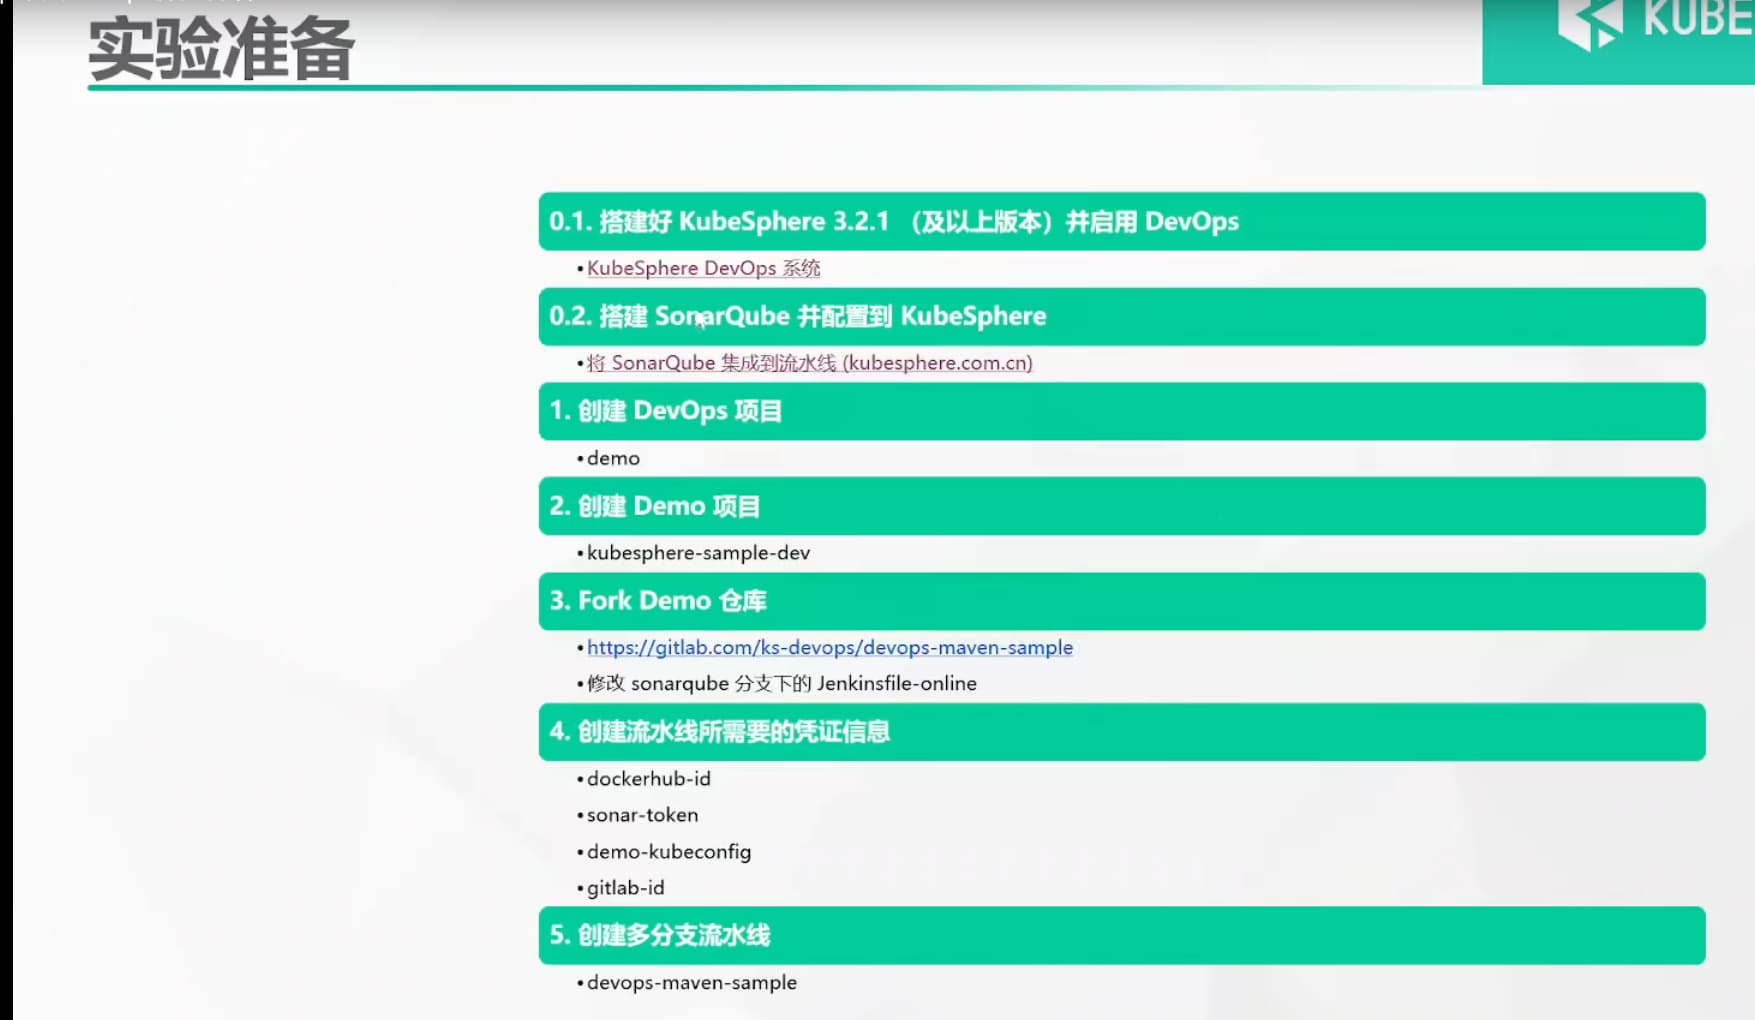 实验准备
KUBE
0.1. 搭建好 KubeSphere 3.2.1 （及以上版本）并启用 DevOps
•KubeSphere DevOps 系统
0.2. 搭建 SonarQube 并配置到 KubeSphere
•将 SonarQube 集成到流水线 (kubesphere.com.cn)
1. 创建 DevOps 项目
•demo
2. 创建 Demo 项目
•kubesphere-sample-dev
3. Fork Demo 仓库
•https://gitlab.com/ks-devops/devops-maven-sample
•修改 sonarqube 分支下的 Jenkinsfile-online
4. 创建流水线所需要的凭证信息
•dockerhub-id
•sonar-token
•demo-kubeconfig
•gitlab-id
5. 创建多分支流水线
•devops-maven-sample